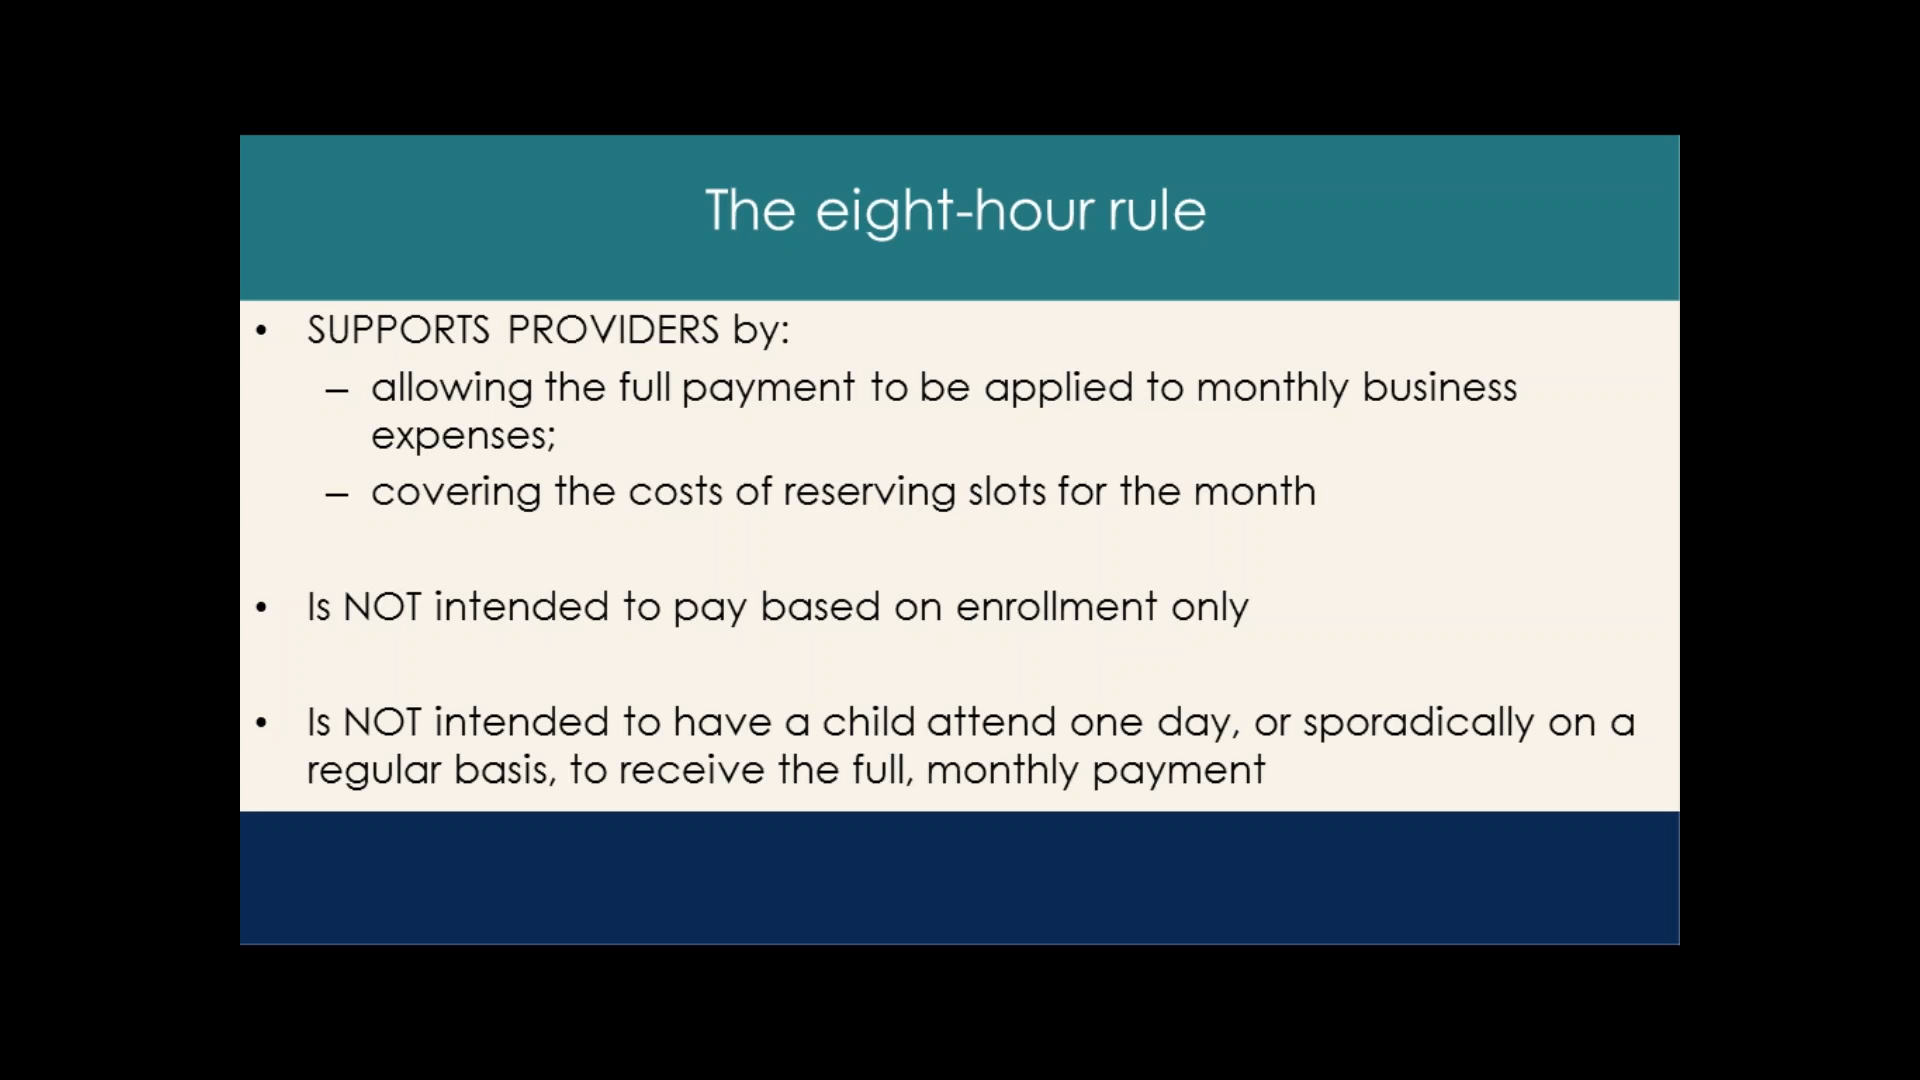 The eight-hour rule
• SUPPORTS PROVIDERS by:
– allowing the full payment to be applied to monthly business
expenses;
– covering the costs of reserving slots for the month
• Is NOT intended to pay based on enrollment only
• Is NOT intended to have a child attend one day, or sporadically on a
regular basis, to receive the full, monthly payment